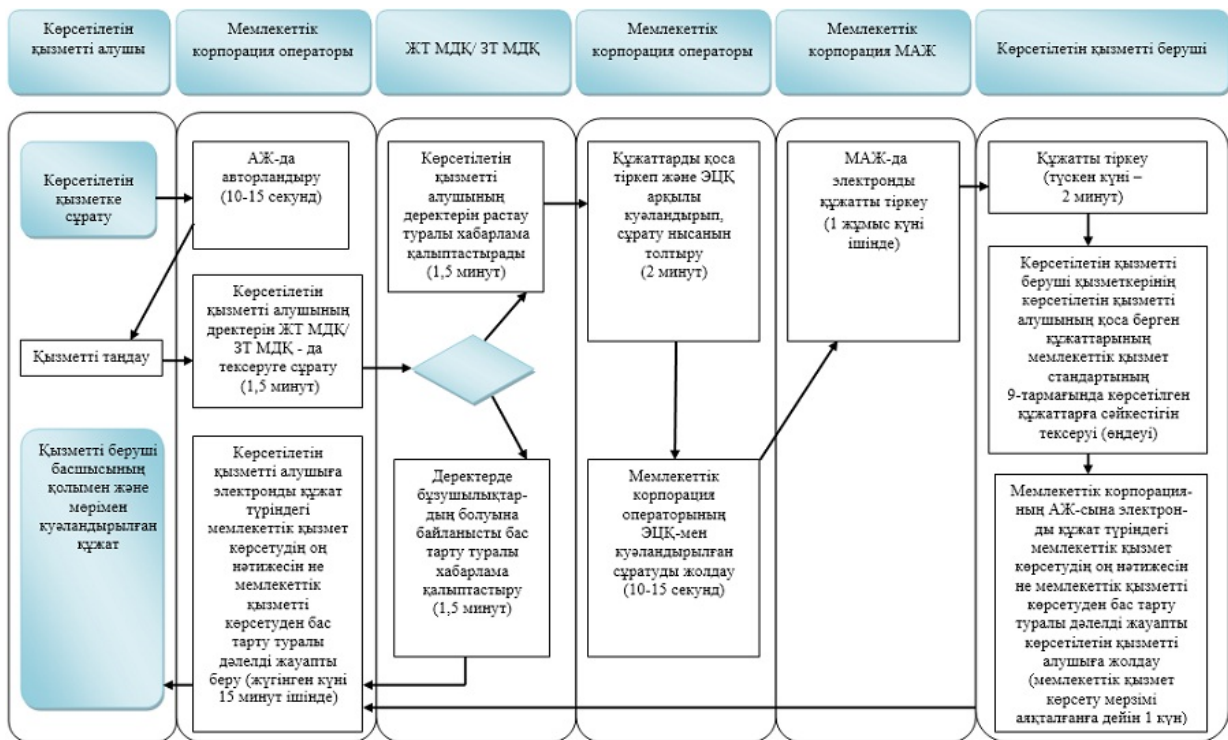 Көрсетілетін
қызметті алушы
Мемлекеттік
корпорация операторы
ЖТ МДҚ/ ЗТ МДҚ
Мемлекеттік
корпорация операторы
Мемлекеттік
корпорация МАЖ
Көрсетілетін қызметті беруші
Көрсетілетін
қызметке
сұрату
Қызметті таңдау
Қызметті беруші
басшысының
қолымен және
мөрімен
куәландырылған
құжат
АЖ-да
авторландыру
(10-15 секунд)
Көрсетілетін
қызметті алушының
дректерін ЖТ МДҚ/
ЗТ МДҚ - да
тексеруге сұрату
(1,5 минут)
Көрсетілетін
қызметті алушыға
электронды құжат
түріндегі
мемлекеттік қызмет
көрсетудің оң
нәтижесін не
мемлекеттік
қызметті
көрсетуден бас
тарту туралы
дәлелді жауапты
беру (жүгінген күні
15 минут ішінде)
Көрсетілетін
қызметті
алушының
деректерін растау
туралы хабарлама
қалыптастырады
(1,5 минут)
Деректерде
бұзушылықтар-
дың болуына
байланысты бас
тарту туралы
хабарлама
қалыптастыру
(1,5 минут)
Құжаттарды қоса
тіркеп және ЭЦҚ
арқылы
куәландырып,
сұрату нысанын
толтыру
(2 минут)
Мемлекеттік
корпорация
операторының
ЭЦҚ-мен
куәландырылған
сұратуды жолдау
(10-15 секунд)
МАЖ-да
электронды
құжатты тіркеу
(1 жұмыс күні
ішінде)
Құжатты тіркеу
(түскен күні –
2 минут)
Көрсетілетін қызметті
беруші қызметкерінің
көрсетілетін қызметті
алушының қоса берген
құжаттарының
мемлекеттік қызмет
стандартының
9-тармағында көрсетілген
құжаттарға сәйкестігін
тексеруі (өңдеуі)
Мемлекеттік корпорация-
ның АЖ-сына электрон-
ды құжат түріндегі
мемлекеттік қызмет
көрсетудің оң нәтижесін
не мемлекеттік қызметті
көрсетуден бас тарту
туралы дәлелді жауапты
көрсетілетін қызметті
алушыға жолдау
(мемлекеттік қызмет
көрсету мерзімі
аяқталғанға дейін 1 күн)